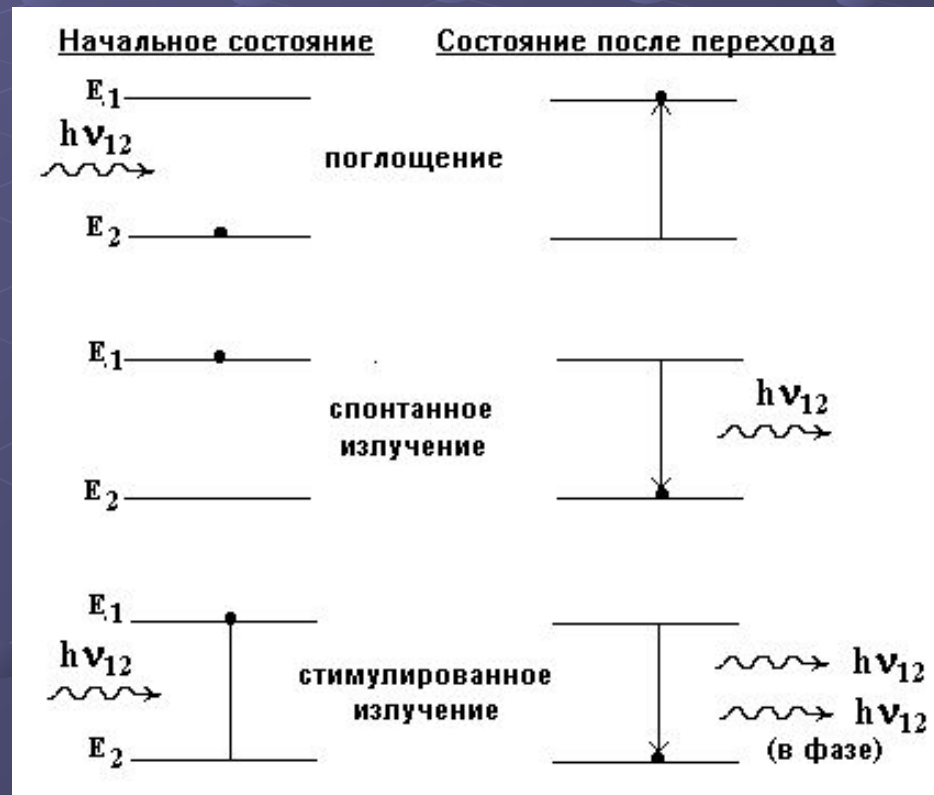 Начальное состояние Состояние после перехода
E1
hν12
поглощение
E2
E1
hν12
спонтанное
излучение
E2
E1
hν12
hν12
стимулированное
излучение
hν12
E2
(в фазе)